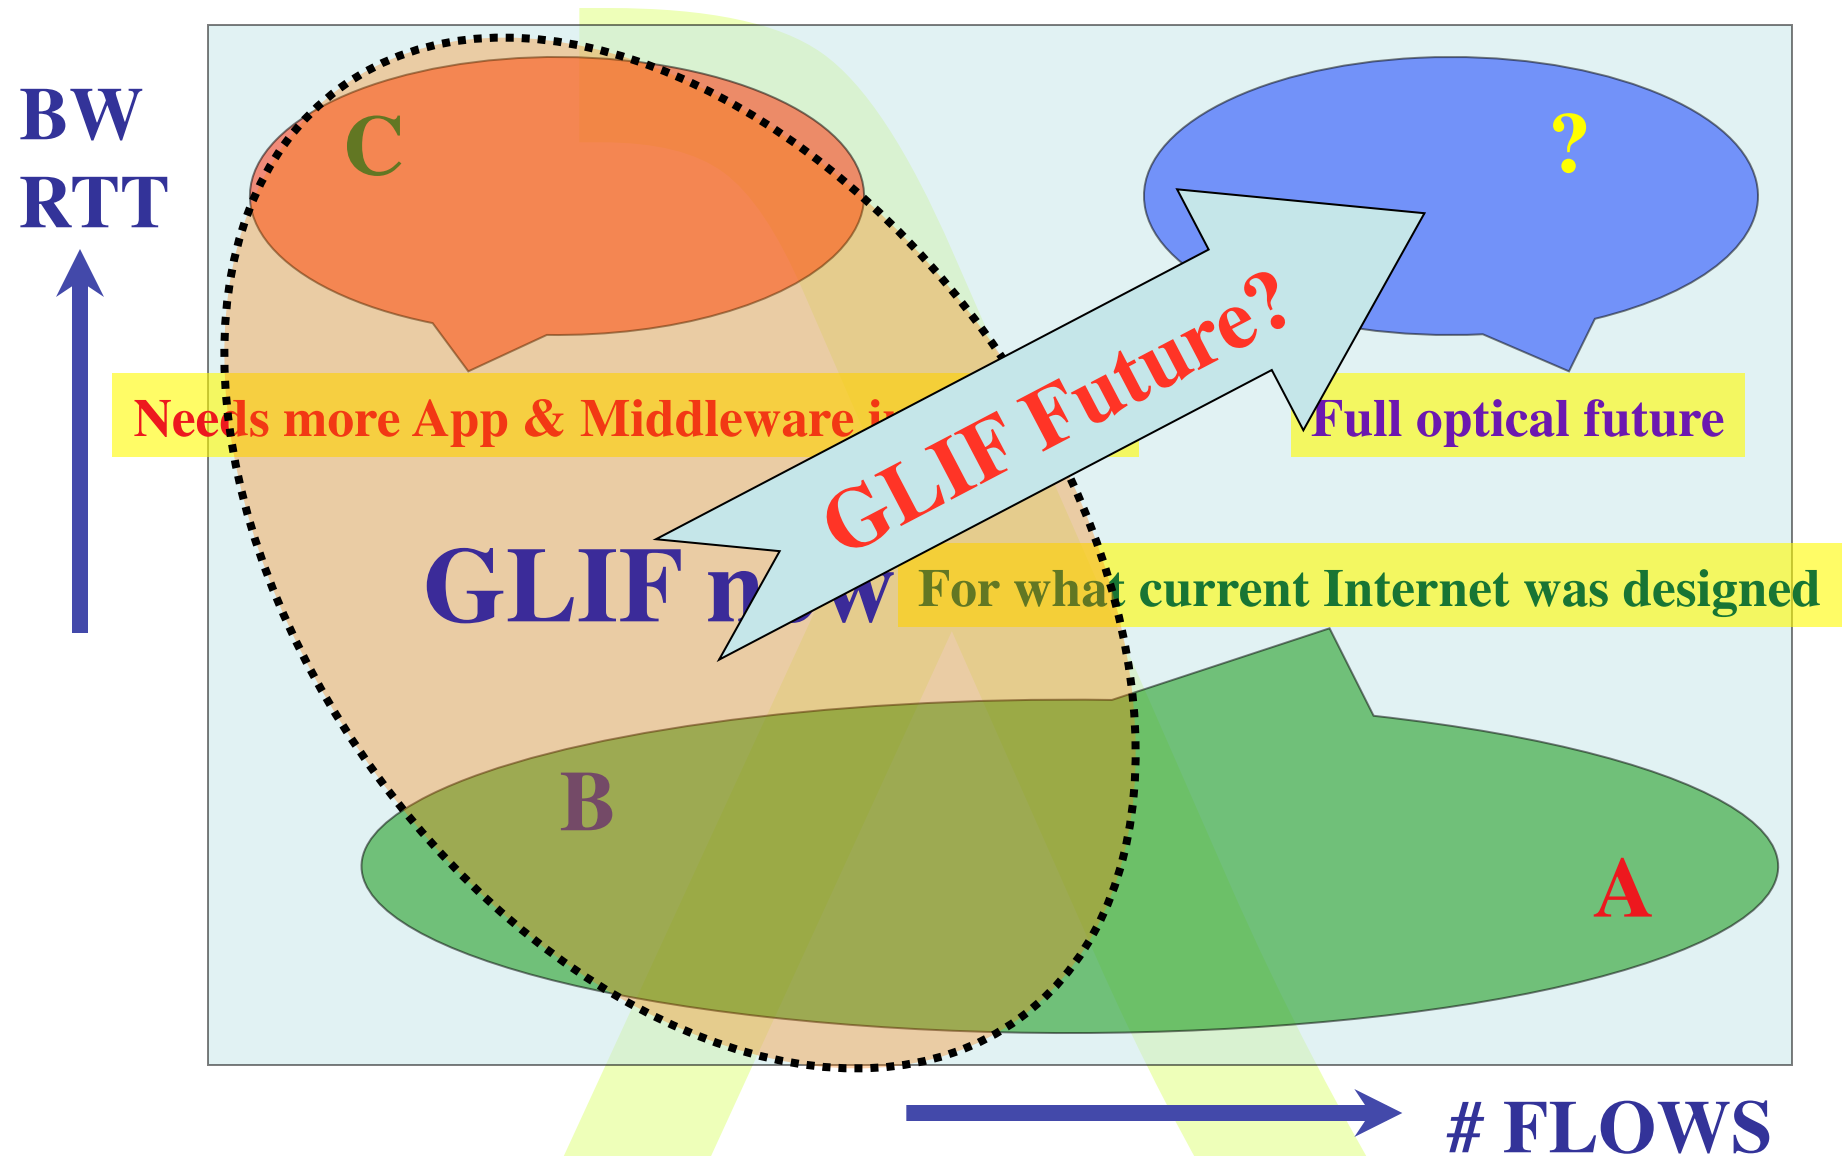 BW
RTT
C
?
Needs more App & Middleware
Full optical future
GLIF Future?
GLIF
For what current Internet was designed
B
A
# FLOWS